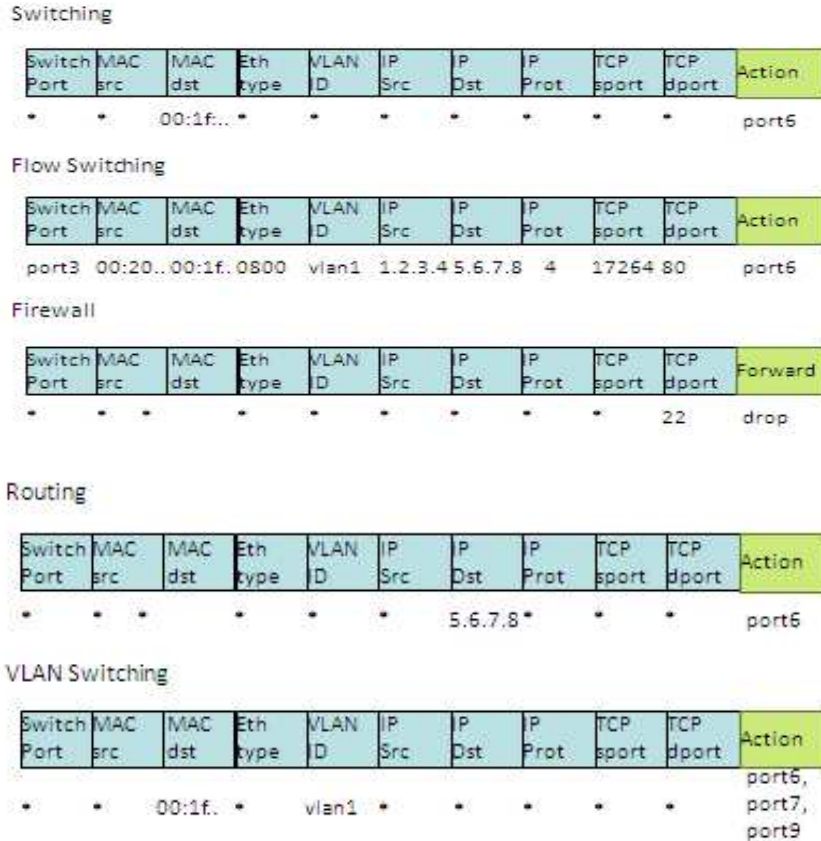 Switching
Switch Port MAC src MAC dst Eth type VLAN ID IP Src IP Dst IP Prot TCP sport TCP dport Action
* * 00:1f:.. * * * * * * * port6
Flow Switching
Switch Port MAC src MAC dst Eth type VLAN ID IP Src IP Dst IP Prot TCP sport TCP dport Action
port3 00:20.. 00:1f.. 0800 vlan1 1.2.3.4 5.6.7.8 4 17264 80 port6
Firewall
Switch Port MAC src MAC dst Eth type VLAN ID IP Src IP Dst IP Prot TCP sport TCP dport Forward
* * * * * * * * * 22 drop
Routing
Switch Port MAC src MAC dst Eth type VLAN ID IP Src IP Dst IP Prot TCP sport TCP dport Action
* * * * * * 5.6.7.8 * * * port6
VLAN Switching
Switch Port MAC src MAC dst Eth type VLAN ID IP Src IP Dst IP Prot TCP sport TCP dport Action
* * 00:1f.. * vlan1 * * * * * port6, port7, port9